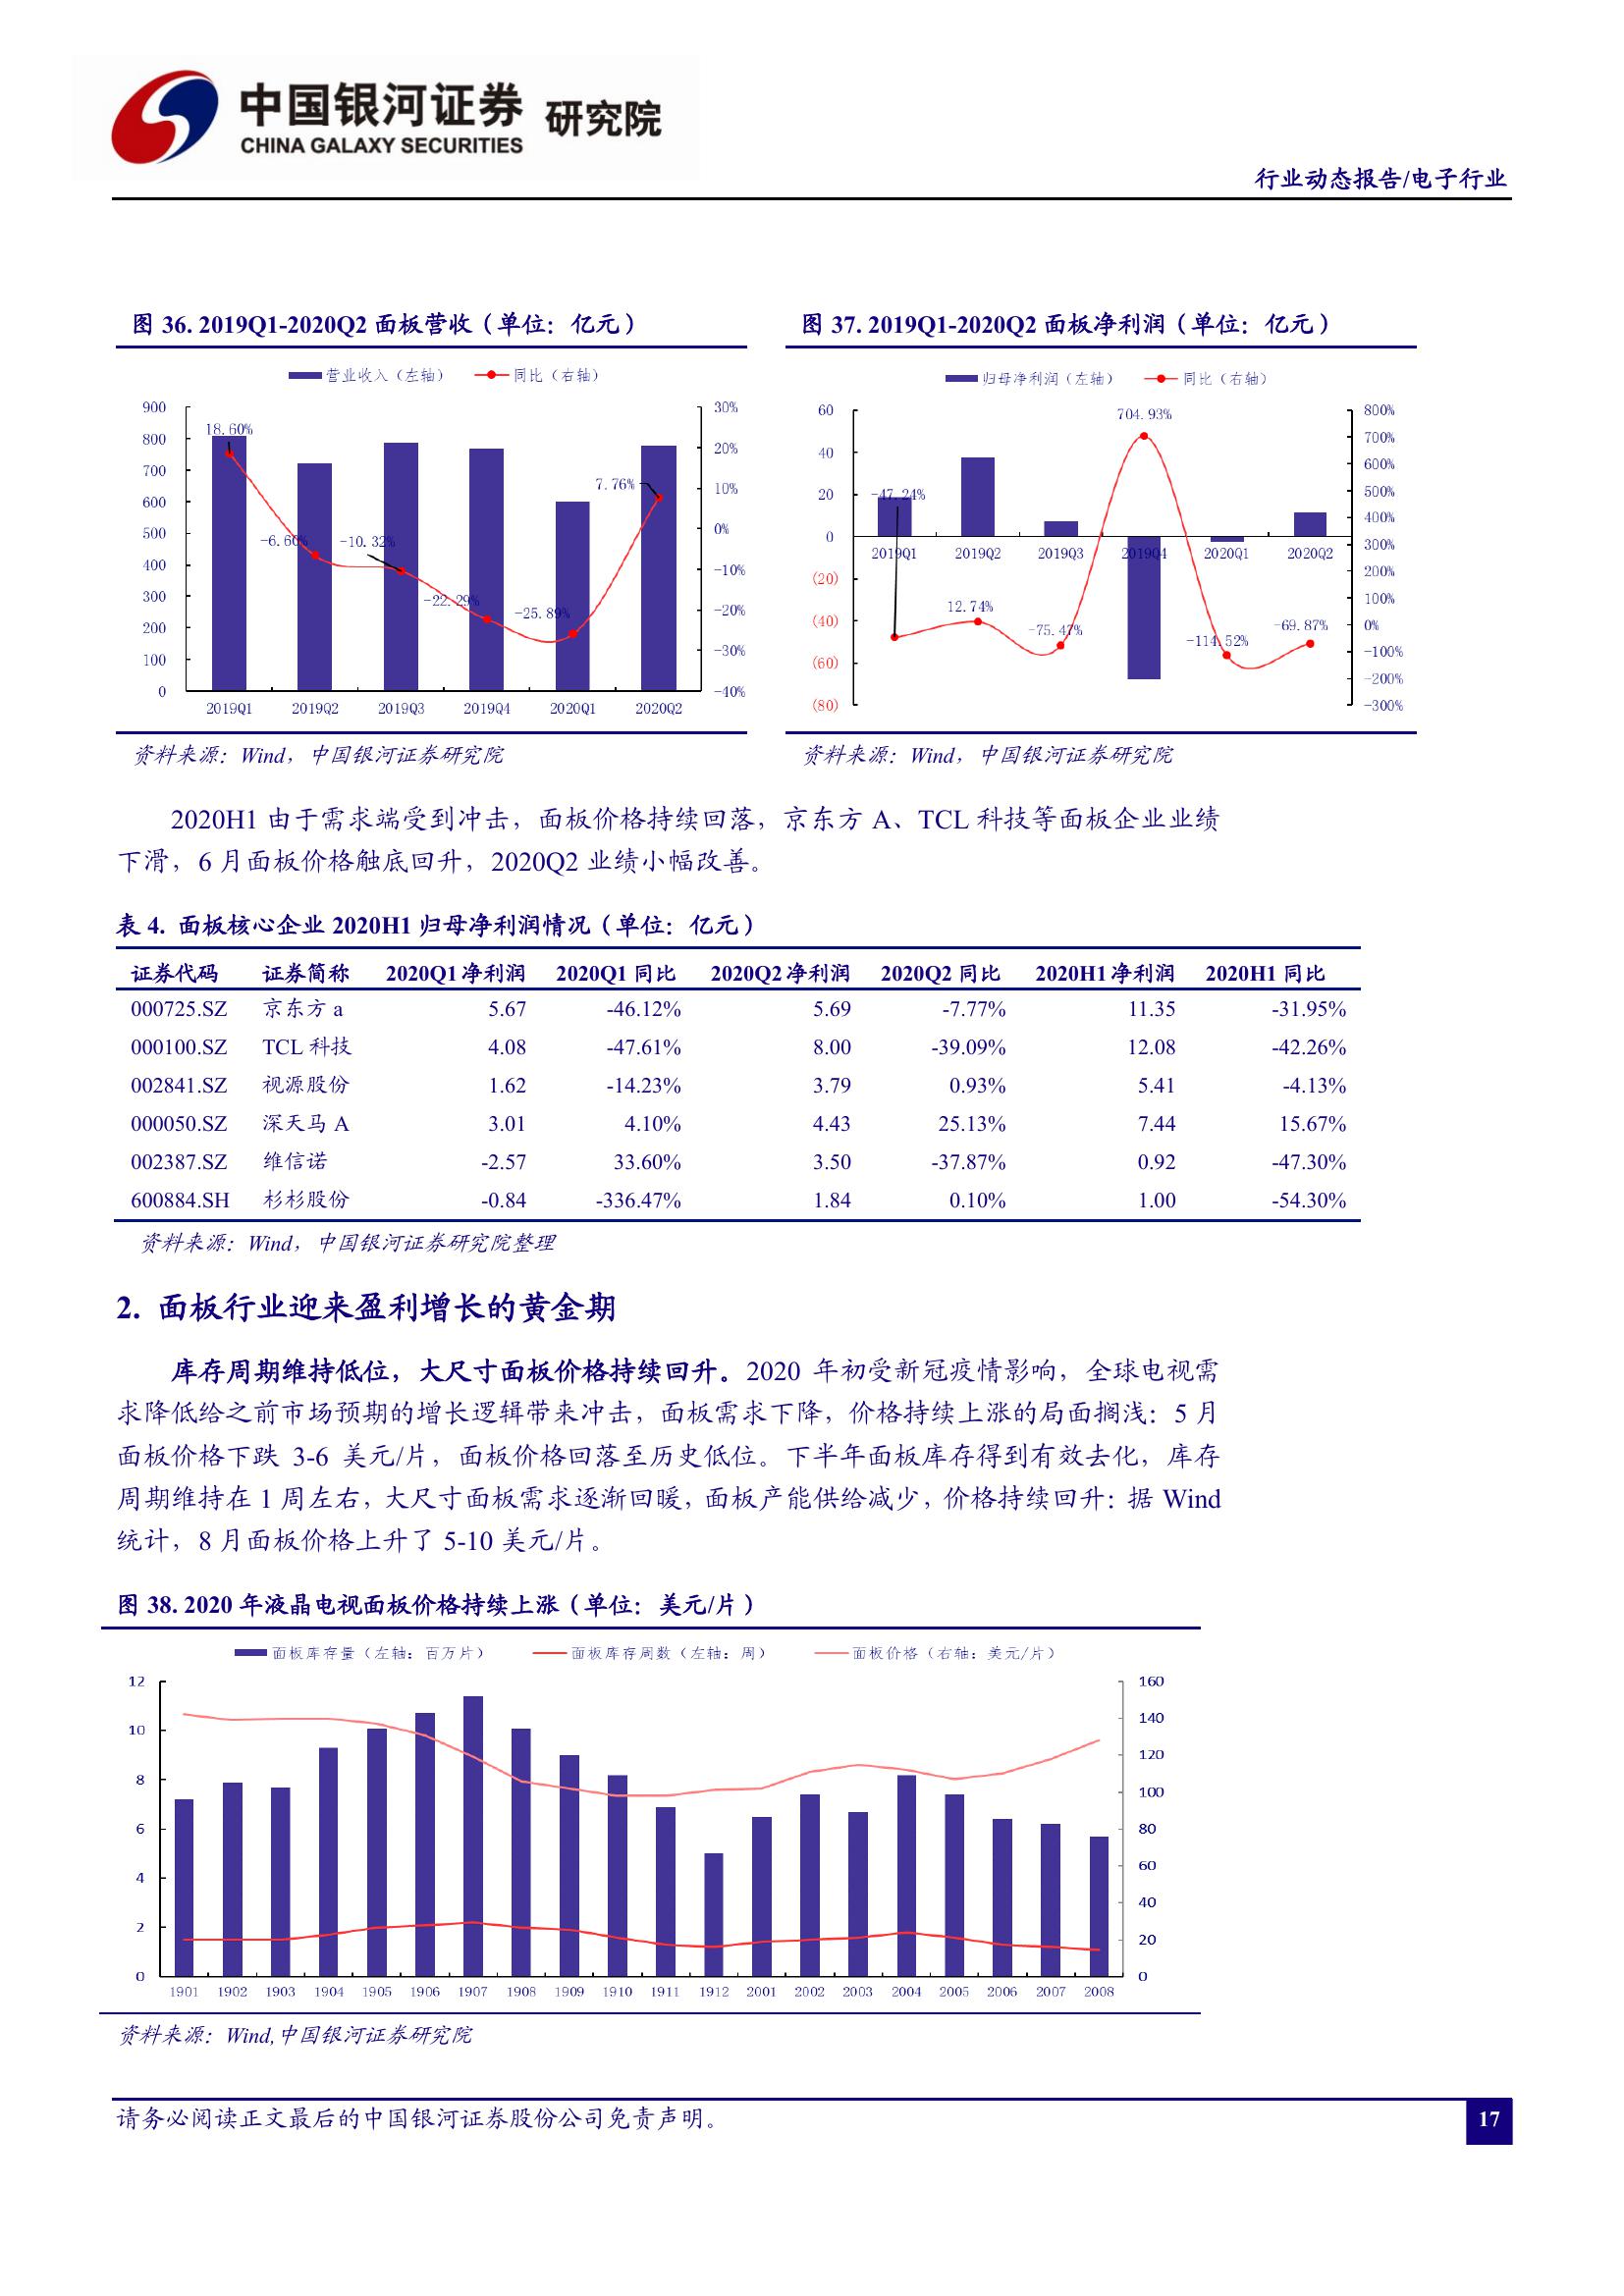 中国银河证券 研究院
CHINA GALAXY SECURITIES
行业动态报告/电子行业
图 36. 2019Q1-2020Q2 面板营收（单位：亿元）
营业收入（左轴） 同比（右轴）
900 800 700 600 500 400 300 200 100 0
30% 20% 10% 0% -10% -20% -30% -40%
18.60% -6.60% -10.32% -22.29% -25.89% 7.76%
2019Q1 2019Q2 2019Q3 2019Q4 2020Q1 2020Q2
资料来源：Wind，中国银河证券研究院
图 37. 2019Q1-2020Q2 面板净利润（单位：亿元）
归母净利润（左轴） 同比（右轴）
60 40 20 0 (20) (40) (60) (80)
800% 700% 600% 500% 400% 300% 200% 100% 0% -100% -200% -300%
-47.24% 12.74% -75.47% 704.93% -114.52% -69.87%
2019Q1 2019Q2 2019Q3 2019Q4 2020Q1 2020Q2
资料来源：Wind，中国银河证券研究院
2020H1 由于需求端受到冲击，面板价格持续回落，京东方 A、TCL 科技等面板企业业绩
下滑，6 月面板价格触底回升，2020Q2 业绩小幅改善。
表 4. 面板核心企业 2020H1 归母净利润情况（单位：亿元）
证券代码 证券简称 2020Q1 净利润 2020Q1 同比 2020Q2 净利润 2020Q2 同比 2020H1 净利润 2020H1 同比
000725.SZ 京东方 a 5.67 -46.12% 5.69 -7.77% 11.35 -31.95%
000100.SZ TCL 科技 4.08 -47.61% 8.00 -39.09% 12.08 -42.26%
002841.SZ 视源股份 1.62 -14.23% 3.79 0.93% 5.41 -4.13%
000050.SZ 深天马 A 3.01 4.10% 4.43 25.13% 7.44 15.67%
002387.SZ 维信诺 -2.57 33.60% 3.50 -37.87% 0.92 -47.30%
600884.SH 杉杉股份 -0.84 -336.47% 1.84 0.10% 1.00 -54.30%
资料来源：Wind，中国银河证券研究院整理
2. 面板行业迎来盈利增长的黄金期
库存周期维持低位，大尺寸面板价格持续回升。2020 年初受新冠疫情影响，全球电视需
求降低给之前市场预期的增长逻辑带来冲击，面板需求下降，价格持续上涨的局面搁浅：5 月
面板价格下跌 3-6 美元/片，面板价格回落至历史低位。下半年面板库存得到有效去化，库存
周期维持在 1 周左右，大尺寸面板需求逐渐回暖，面板产能供给减少，价格持续回升：据 Wind
统计，8 月面板价格上升了 5-10 美元/片。
图 38. 2020 年液晶电视面板价格持续上涨（单位：美元/片）
面板库存量（左轴：百万片） 面板库存周数（左轴：周） 面板价格（右轴：美元/片）
12 10 8 6 4 2 0
160 140 120 100 80 60 40 20 0
1901 1902 1903 1904 1905 1906 1907 1908 1909 1910 1911 1912 2001 2002 2003 2004 2005 2006 2007 2008
资料来源：Wind,中国银河证券研究院
请务必阅读正文最后的中国银河证券股份公司免责声明。
17